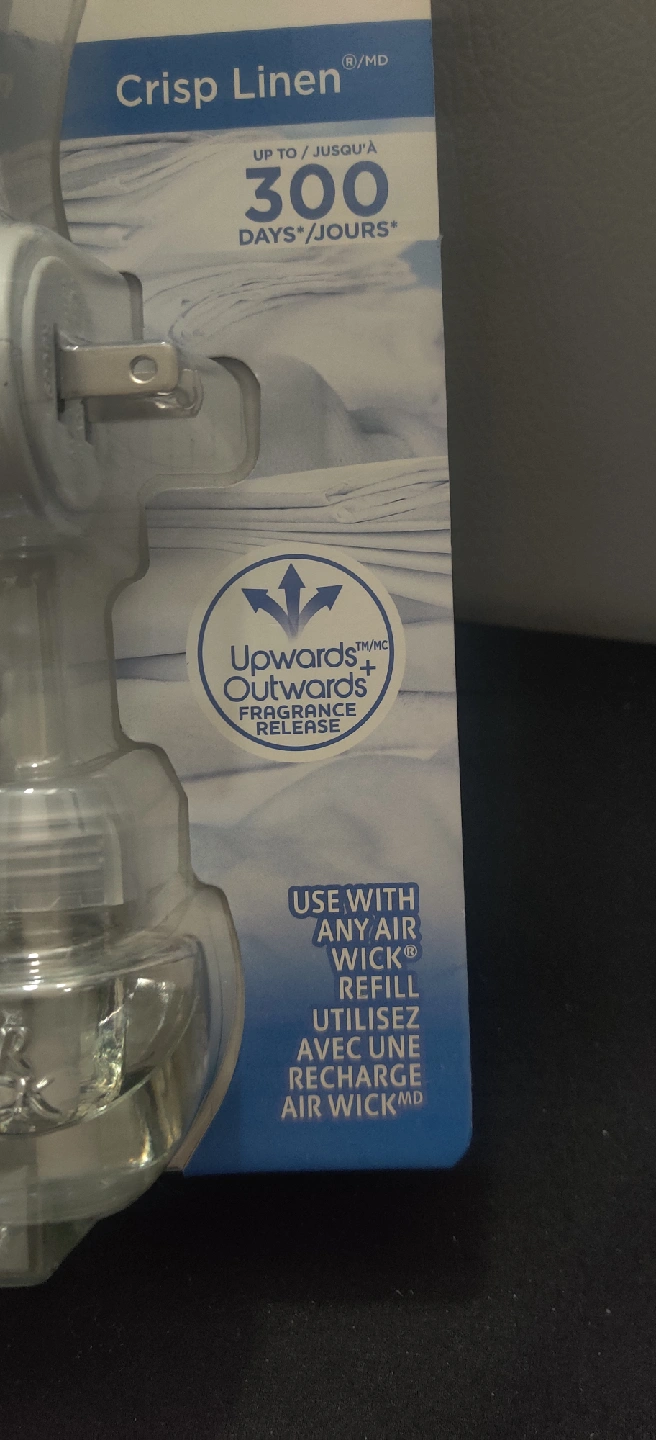 Crisp Linen®/MD
UP TO / JUSQU'À
300
DAYS*/JOURS*
Upwards™/MC
+
Outwards
FRAGRANCE
RELEASE
USE WITH
ANY AIR
WICK®
REFILL
UTILISEZ
AVEC UNE
RECHARGE
AIR WICKMD